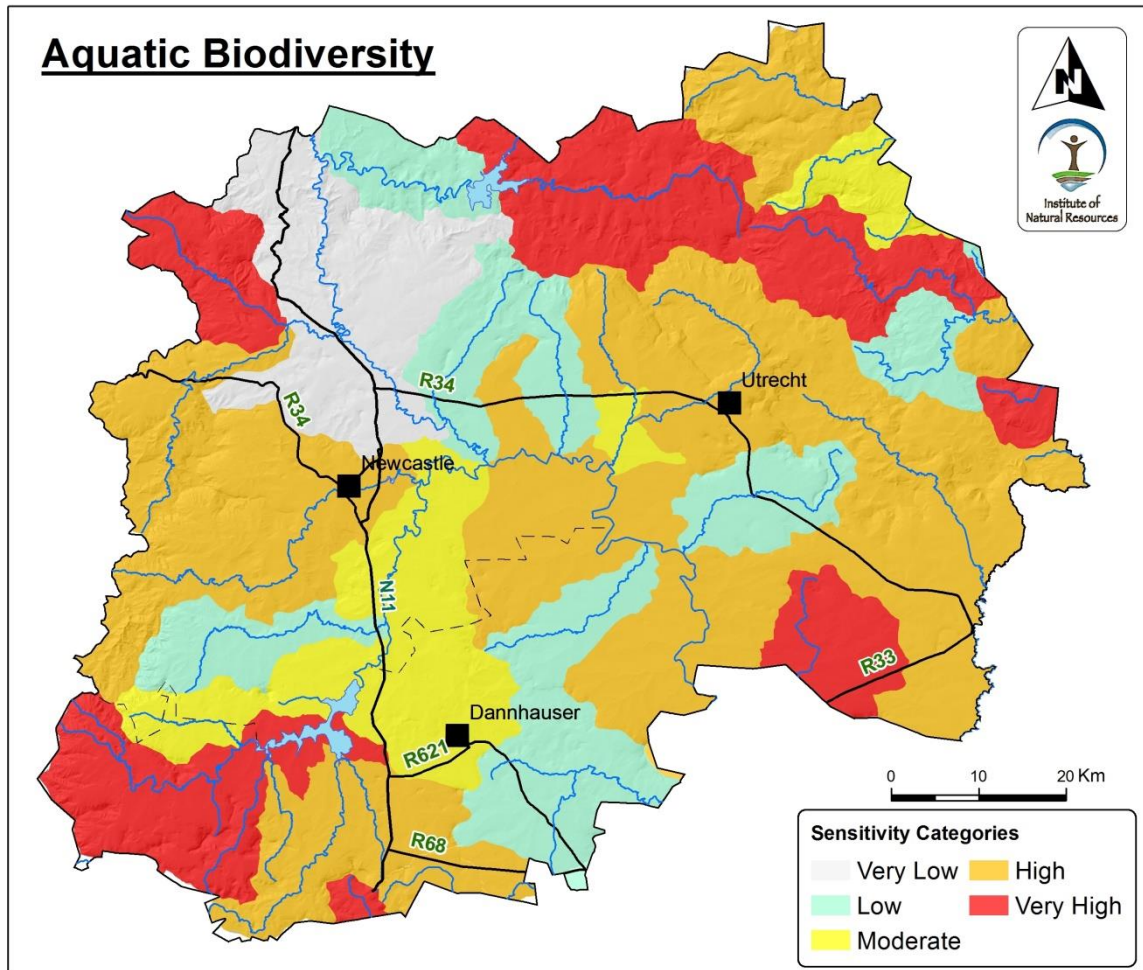 Aquatic Biodiversity
N
Institute of
Natural Resources
R34
Utrecht
R34
Newcastle
N11
R33
Dannhauser
R621
R68
0 10 20 Km
Sensitivity Categories
Very Low
High
Low
Very High
Moderate